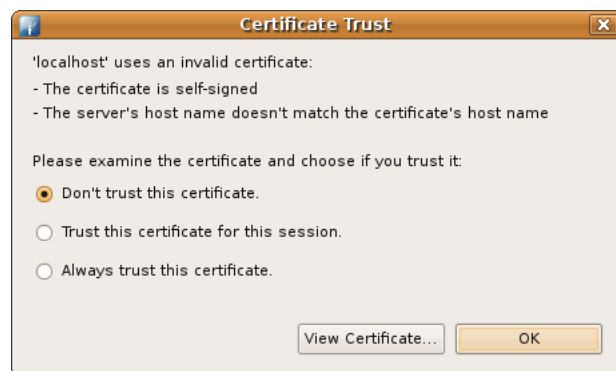 Certificate Trust
'localhost' uses an invalid certificate:
- The certificate is self-signed
- The server's host name doesn't match the certificate's host name
Please examine the certificate and choose if you trust it:
Don't trust this certificate.
Trust this certificate for this session.
Always trust this certificate.
View Certificate... OK